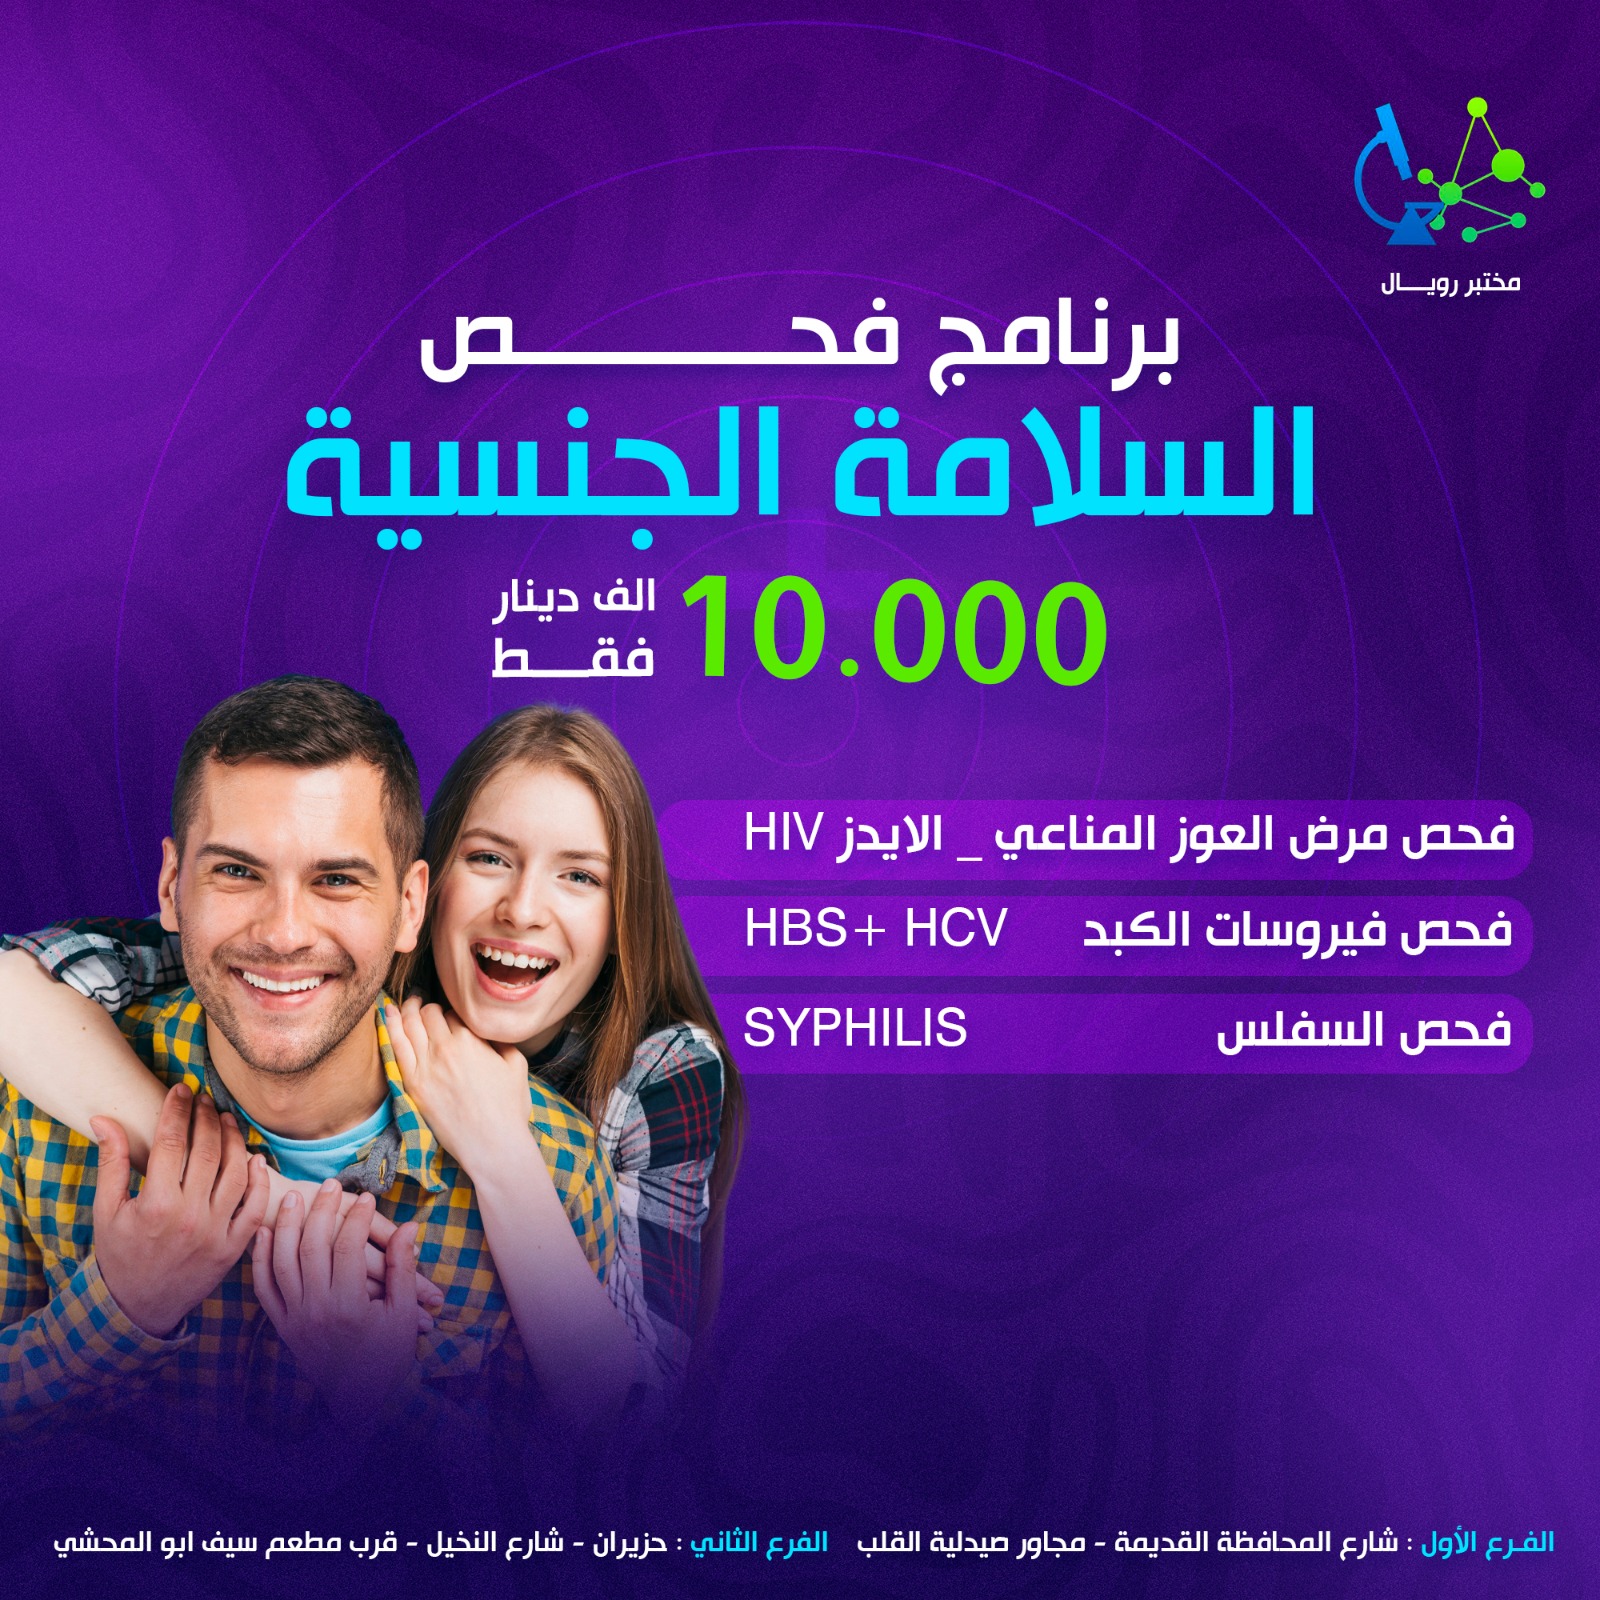 مختبر رويـــال
برنامج فحـــــــــص
السلامة الجنسية
10.000 الف دينار
فقـــط
فحص مرض العوز المناعي _ الايدز HIV
فحص فيروسات الكبد HBS+ HCV
فحص السفلس SYPHILIS
الفرع الأول : شارع المحافظة القديمة - مجاور صيدلية القلب الفرع الثاني : حزيران - شارع النخيل - قرب مطعم سيف ابو المحشي